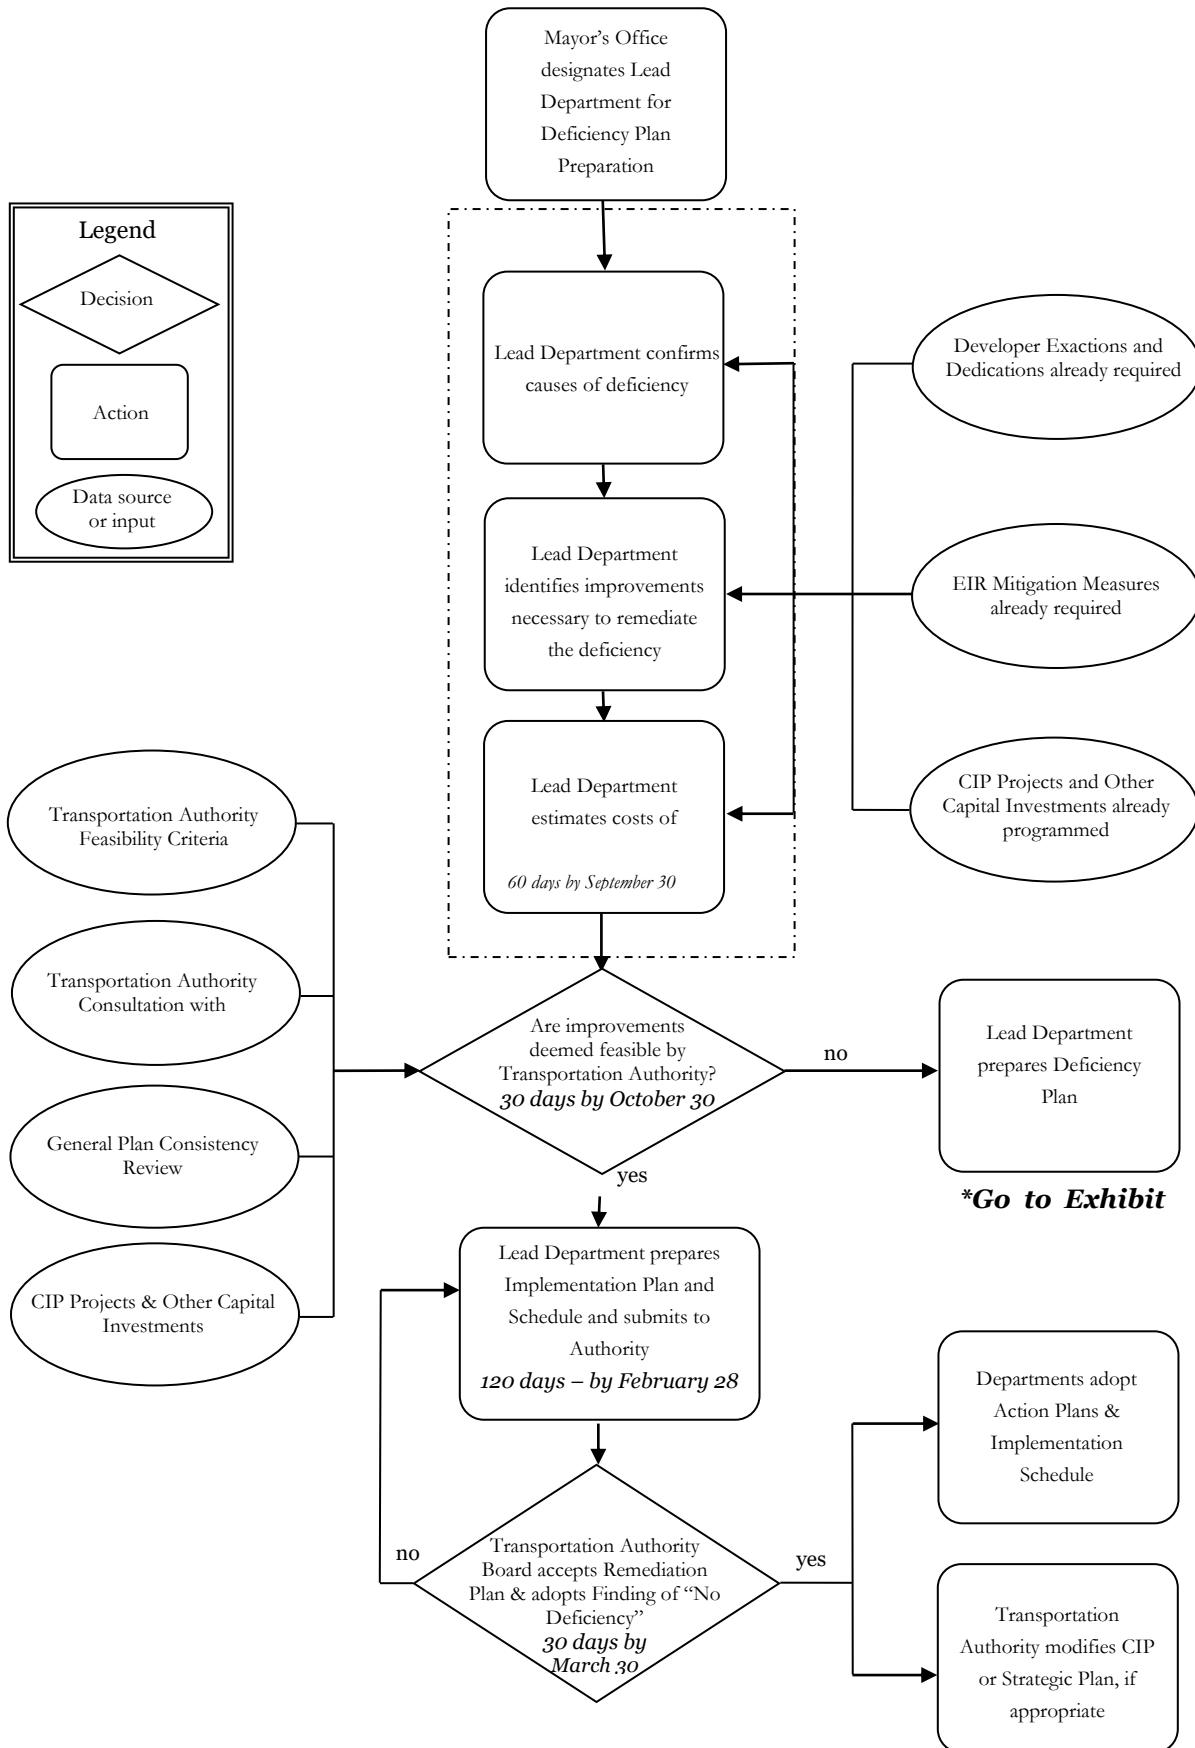 Mayor’s Office
designates Lead
Department for
Deficiency Plan
Preparation
Legend
Decision
Action
Data source
or input
Lead Department confirms
causes of deficiency
Developer Exactions and
Dedications already required
Lead Department
identifies improvements
necessary to remediate
the deficiency
EIR Mitigation Measures
already required
Lead Department
estimates costs of
60 days by September 30
CIP Projects and Other
Capital Investments already
programmed
Transportation Authority
Feasibility Criteria
Transportation Authority
Consultation with
General Plan Consistency
Review
CIP Projects & Other Capital
Investments
Are improvements
deemed feasible by
Transportation Authority?
30 days by October 30
no
Lead Department
prepares Deficiency
Plan
*Go to Exhibit
yes
Lead Department prepares
Implementation Plan and
Schedule and submits to
Authority
120 days – by February 28
Transportation Authority
Board accepts Remediation
Plan & adopts Finding of “No
Deficiency”
30 days by
March 30
no
yes
Departments adopt
Action Plans &
Implementation
Schedule
Transportation
Authority modifies CIP
or Strategic Plan, if
appropriate